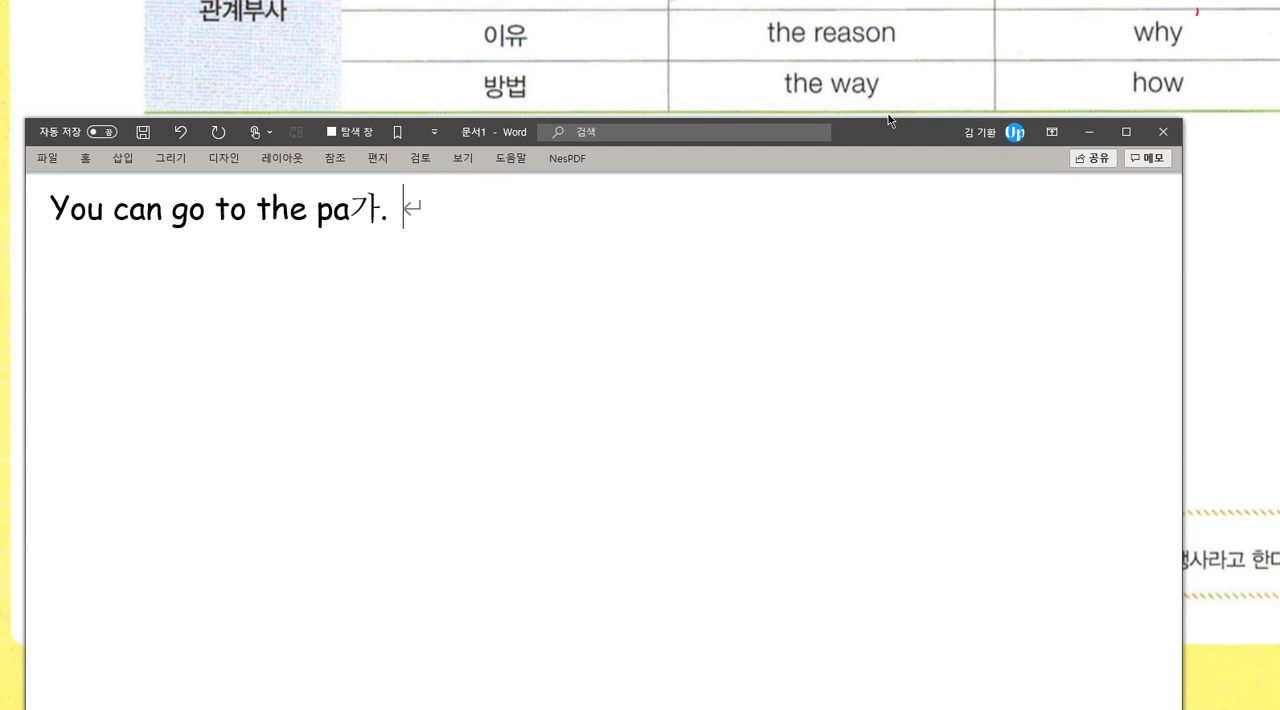 관계부사
이유 the reason why
방법 the way how
자동 저장 끔 탐색 창 문서1 - Word 검색 김 기환 Up
파일 홈 삽입 그리기 디자인 레이아웃 참조 편지 검토 보기 도움말 NesPDF 공유 메모
You can go to the pa가.
사라고 한다